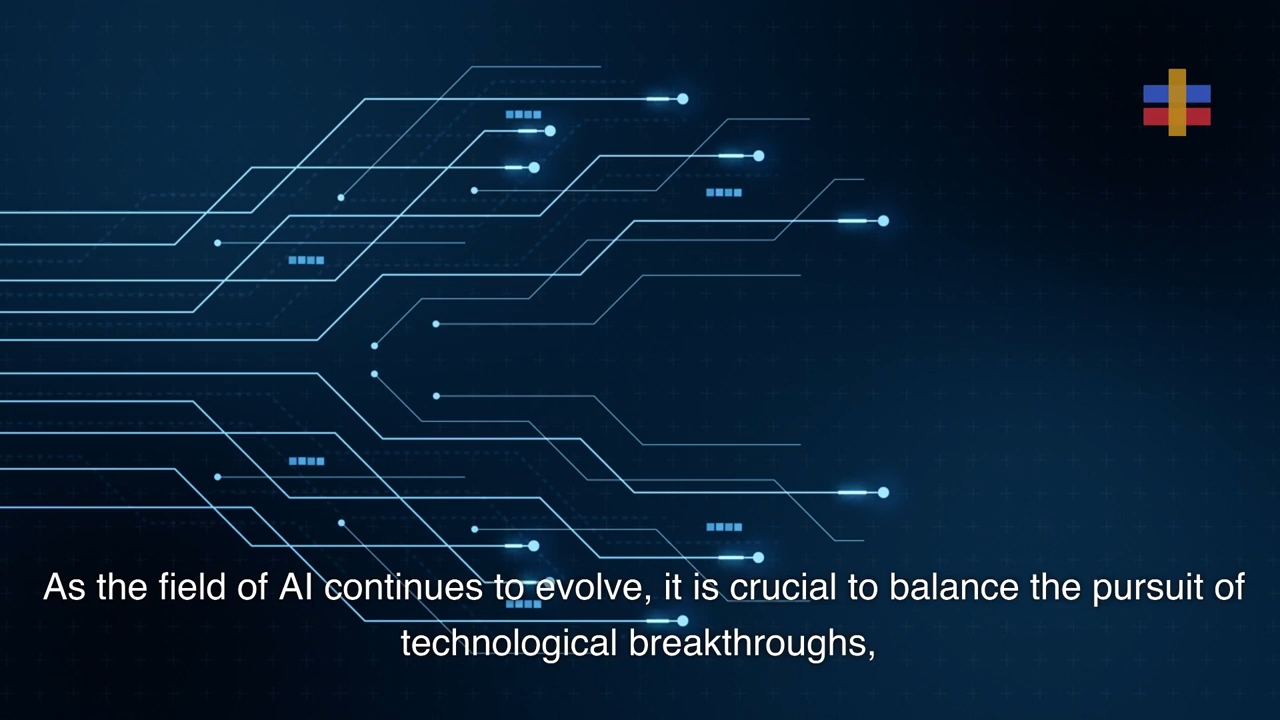 As the field of AI continues to evolve, it is crucial to balance the pursuit of
technological breakthroughs,